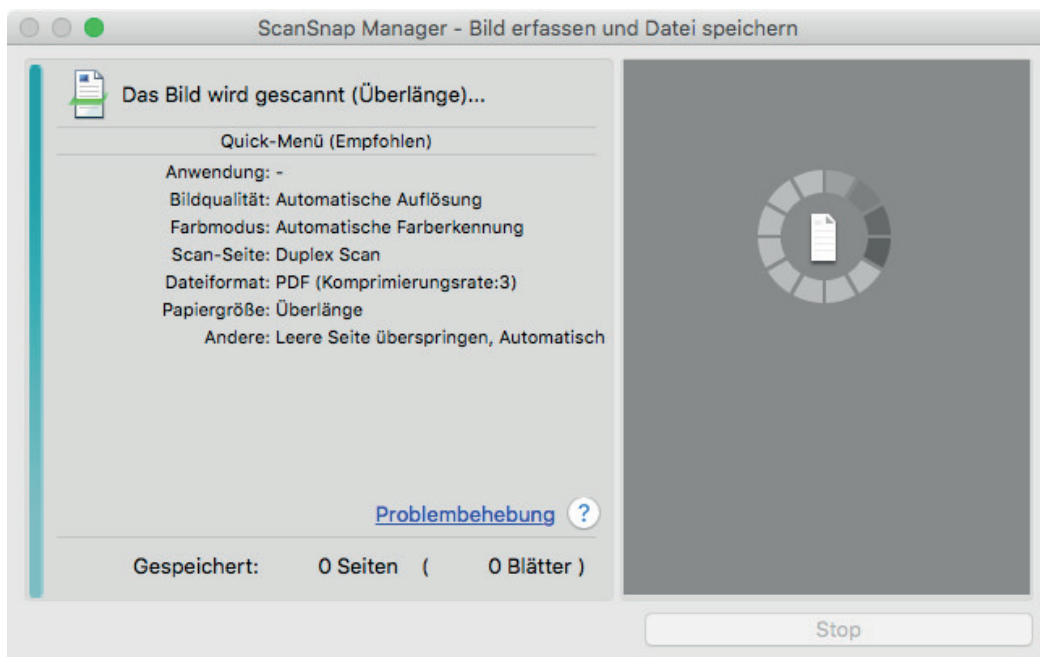 ScanSnap Manager - Bild erfassen und Datei speichern
Das Bild wird gescannt (Überlänge)...
Quick-Menü (Empfohlen)
Anwendung: -
Bildqualität: Automatische Auflösung
Farbmodus: Automatische Farberkennung
Scan-Seite: Duplex Scan
Dateiformat: PDF (Komprimierungsrate:3)
Papiergröße: Überlänge
Andere: Leere Seite überspringen, Automatisch
Problembehebung ?
Gespeichert: 0 Seiten ( 0 Blätter )
Stop